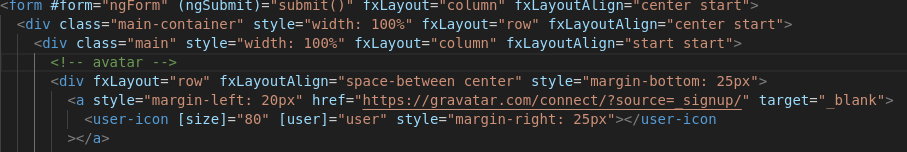 <form #form="ngForm" (ngSubmit)="submit()" fxLayout="column" fxLayoutAlign="center start">
<div class="main-container" style="width: 100%" fxLayout="row" fxLayoutAlign="center start">
<div class="main" style="width: 100%" fxLayout="column" fxLayoutAlign="start start">
<!-- avatar -->
<div fxLayout="row" fxLayoutAlign="space-between center" style="margin-bottom: 25px">
<a style="margin-left: 20px" href="https://gravatar.com/connect/?source=_signup/" target="_blank">
<user-icon [size]="80" [user]="user" style="margin-right: 25px"></user-icon
></a>